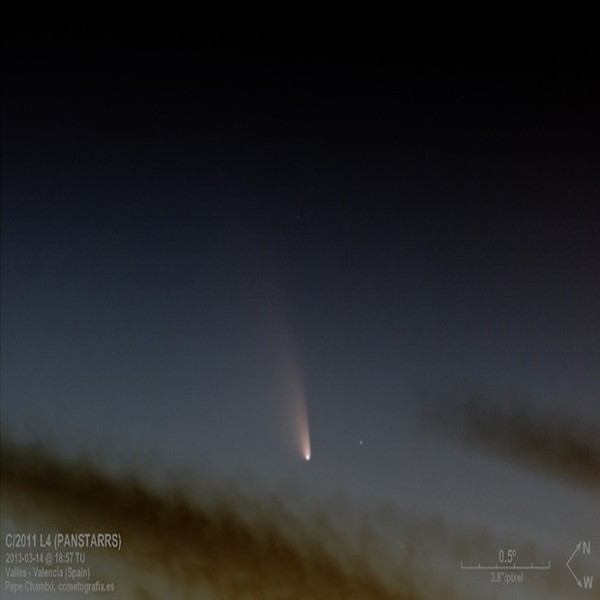 C/2011 L4 (PANSTARRS)
2013-03-14 @ 18:57 TU
Valles - Valencia (Spain)
Pepe Chambó, cometografia.es
0.5º
3.8"/pixel
N
W